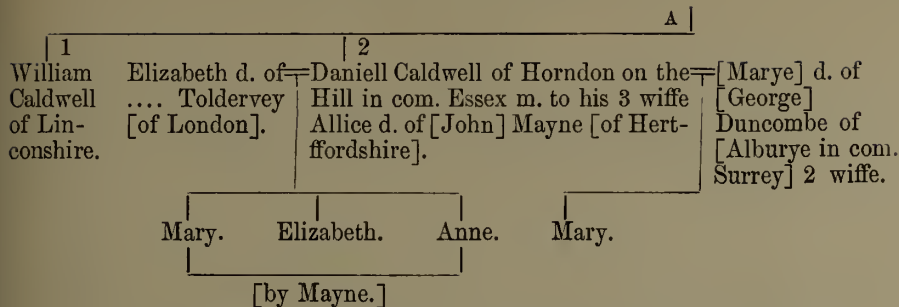 A
1 2
William Elizabeth d. of=Daniell Caldwell of Horndon on the=[Marye] d. of
Caldwell .... Toldervey Hill in com. Essex m. to his 3 wiffe [George]
of Lin- [of London]. Allice d. of [John] Mayne [of Hert- Duncombe of
conshire. ffordshire]. [Alburye in com.
Surrey] 2 wiffe.
Mary. Elizabeth. Anne. Mary.
[by Mayne.]